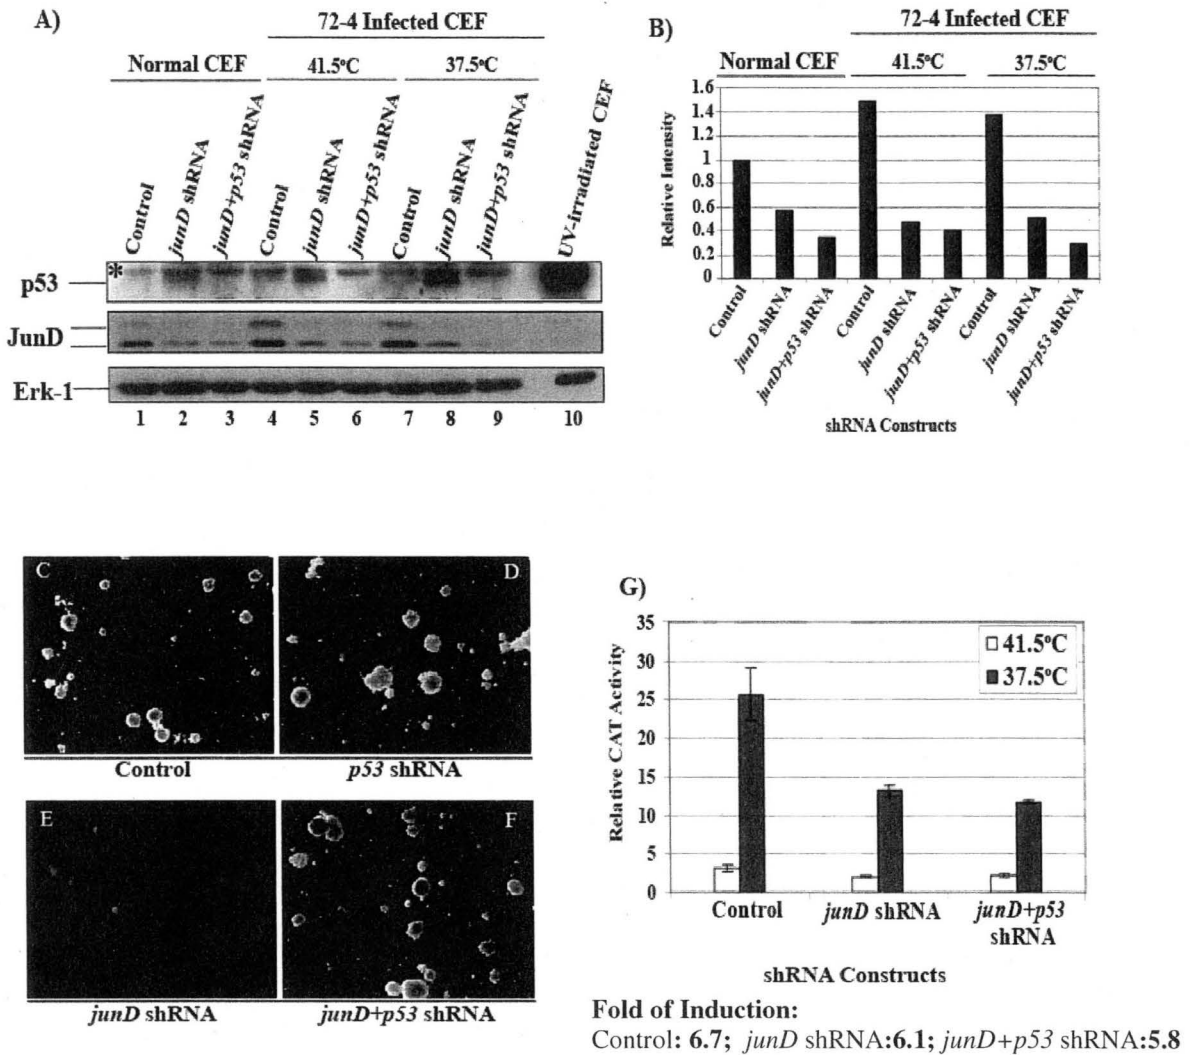 A)
72-4 Infected CEF
Normal CEF
41.5ºC
37.5ºC
Control
junD shRNA
junD+p53 shRNA
Control
junD shRNA
junD+p53 shRNA
Control
junD shRNA
junD+p53 shRNA
UV-irradiated CEF
*
p53
JunD
Erk-1
1 2 3 4 5 6 7 8 9 10
B)
72-4 Infected CEF
Normal CEF
41.5ºC
37.5ºC
Relative Intensity
1.6
1.4
1.2
1
0.8
0.6
0.4
0.2
0
Control
junD shRNA
junD+p53 shRNA
Control
junD shRNA
junD+p53 shRNA
Control
junD shRNA
junD+p53 shRNA
shRNA Constructs
C
D
Control
p53 shRNA
E
F
junD shRNA
junD+p53 shRNA
G)
Relative CAT Activity
35
30
25
20
15
10
5
0
41.5ºC
37.5ºC
Control
junD shRNA
junD+p53
shRNA
shRNA Constructs
Fold of Induction:
Control: 6.7; junD shRNA:6.1; junD+p53 shRNA:5.8